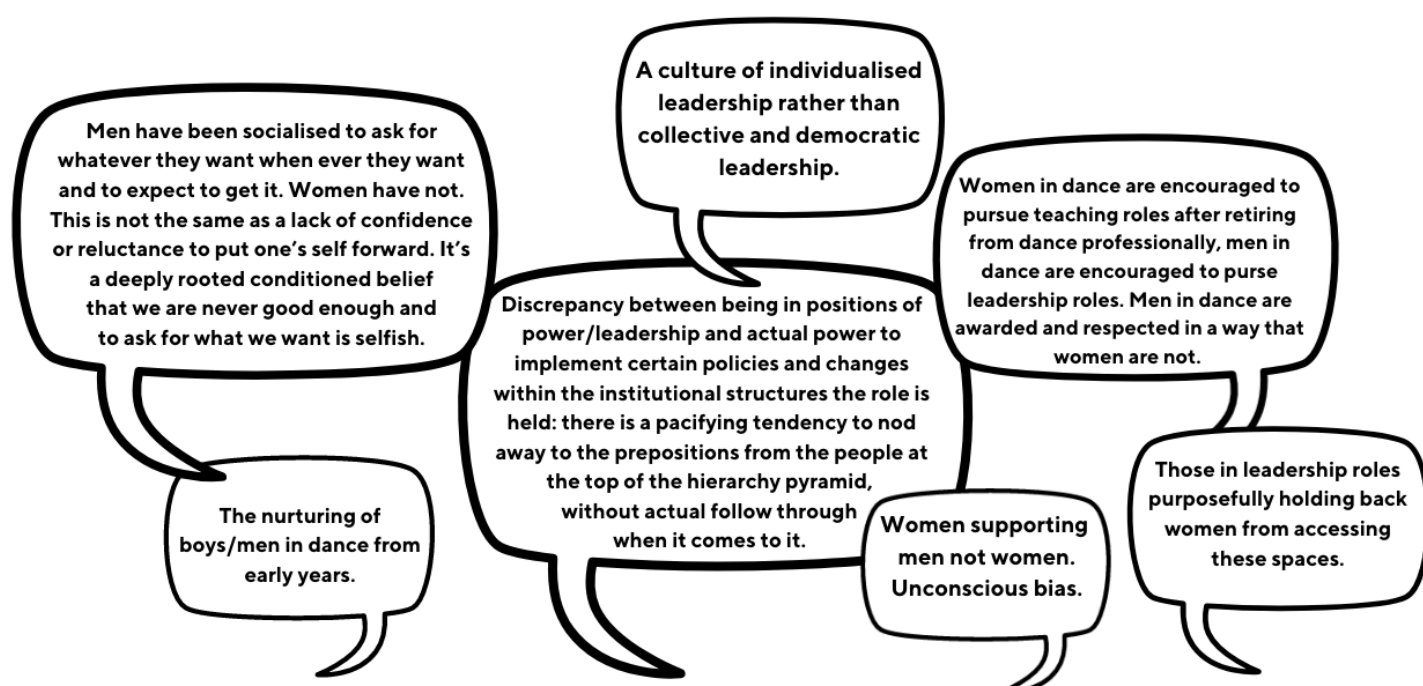 Men have been socialised to ask for
whatever they want when ever they want
and to expect to get it. Women have not.
This is not the same as a lack of confidence
or reluctance to put one's self forward. It's
a deeply rooted conditioned belief
that we are never good enough and
to ask for what we want is selfish.
A culture of individualised
leadership rather than
collective and democratic
leadership.
Women in dance are encouraged to
pursue teaching roles after retiring
from dance professionally, men in
dance are encouraged to purse
leadership roles. Men in dance are
awarded and respected in a way that
women are not.
Discrepancy between being in positions of
power/leadership and actual power to
implement certain policies and changes
within the institutional structures the role is
held: there is a pacifying tendency to nod
away to the prepositions from the people at
the top of the hierarchy pyramid,
without actual follow through
when it comes to it.
The nurturing of
boys/men in dance from
early years.
Women supporting
men not women.
Unconscious bias.
Those in leadership roles
purposefully holding back
women from accessing
these spaces.